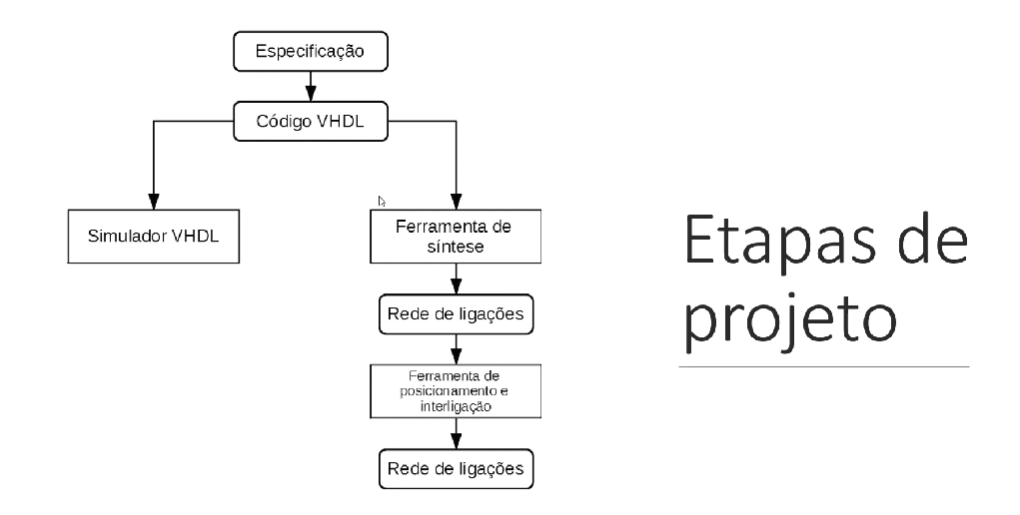 Especificação
Código VHDL
Simulador VHDL
Ferramenta de
síntese
Rede de ligações
Ferramenta de
posicionamento e
interligação
Rede de ligações
Etapas de
projeto